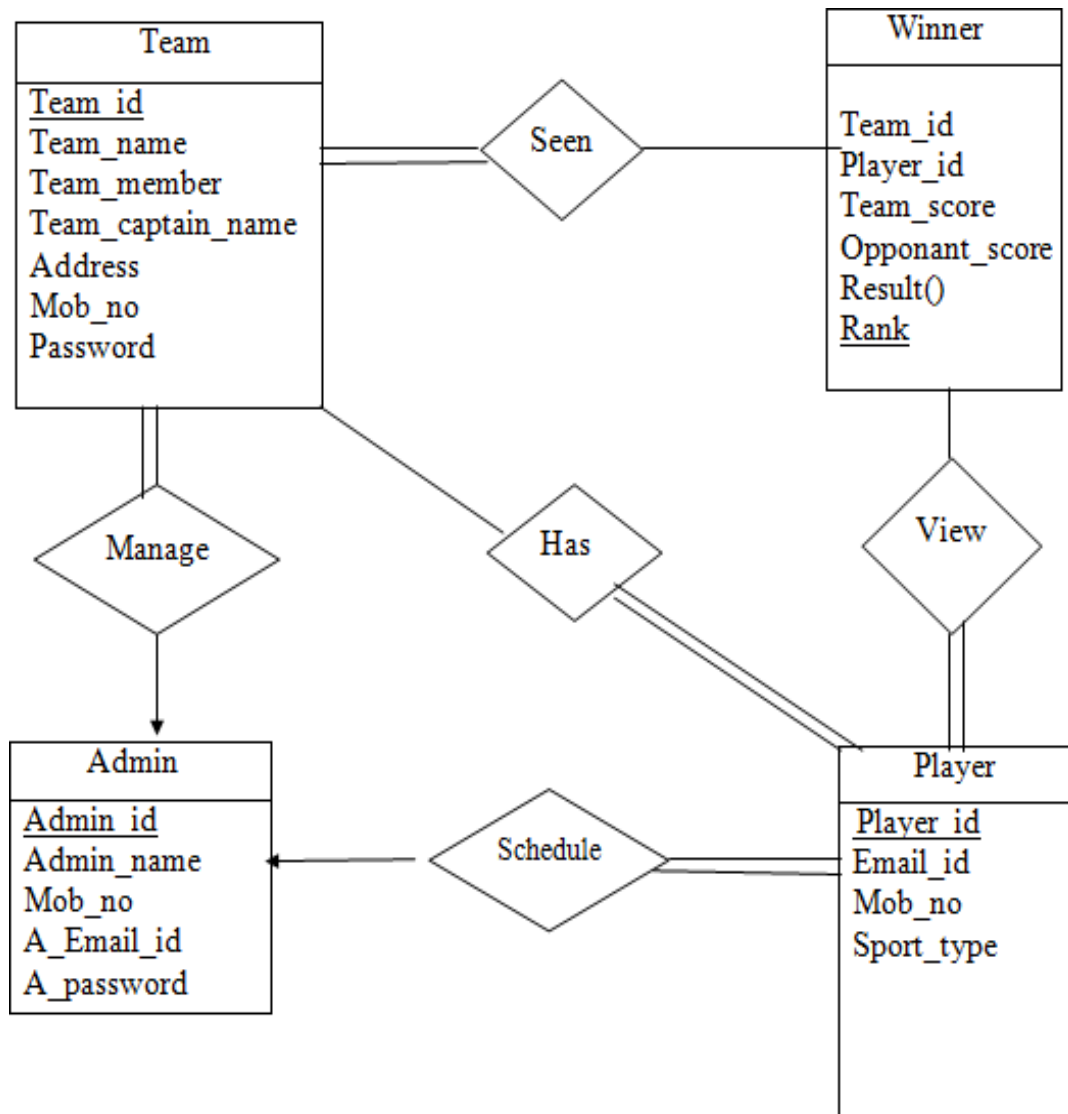 Team
Team_id
Team_name
Team_member
Team_captain_name
Address
Mob_no
Password
Seen
Winner
Team_id
Player_id
Team_score
Opponant_score
Result()
Rank
Manage
Has
View
Admin
Admin_id
Admin_name
Mob_no
A_Email_id
A_password
Schedule
Player
Player_id
Email_id
Mob_no
Sport_type